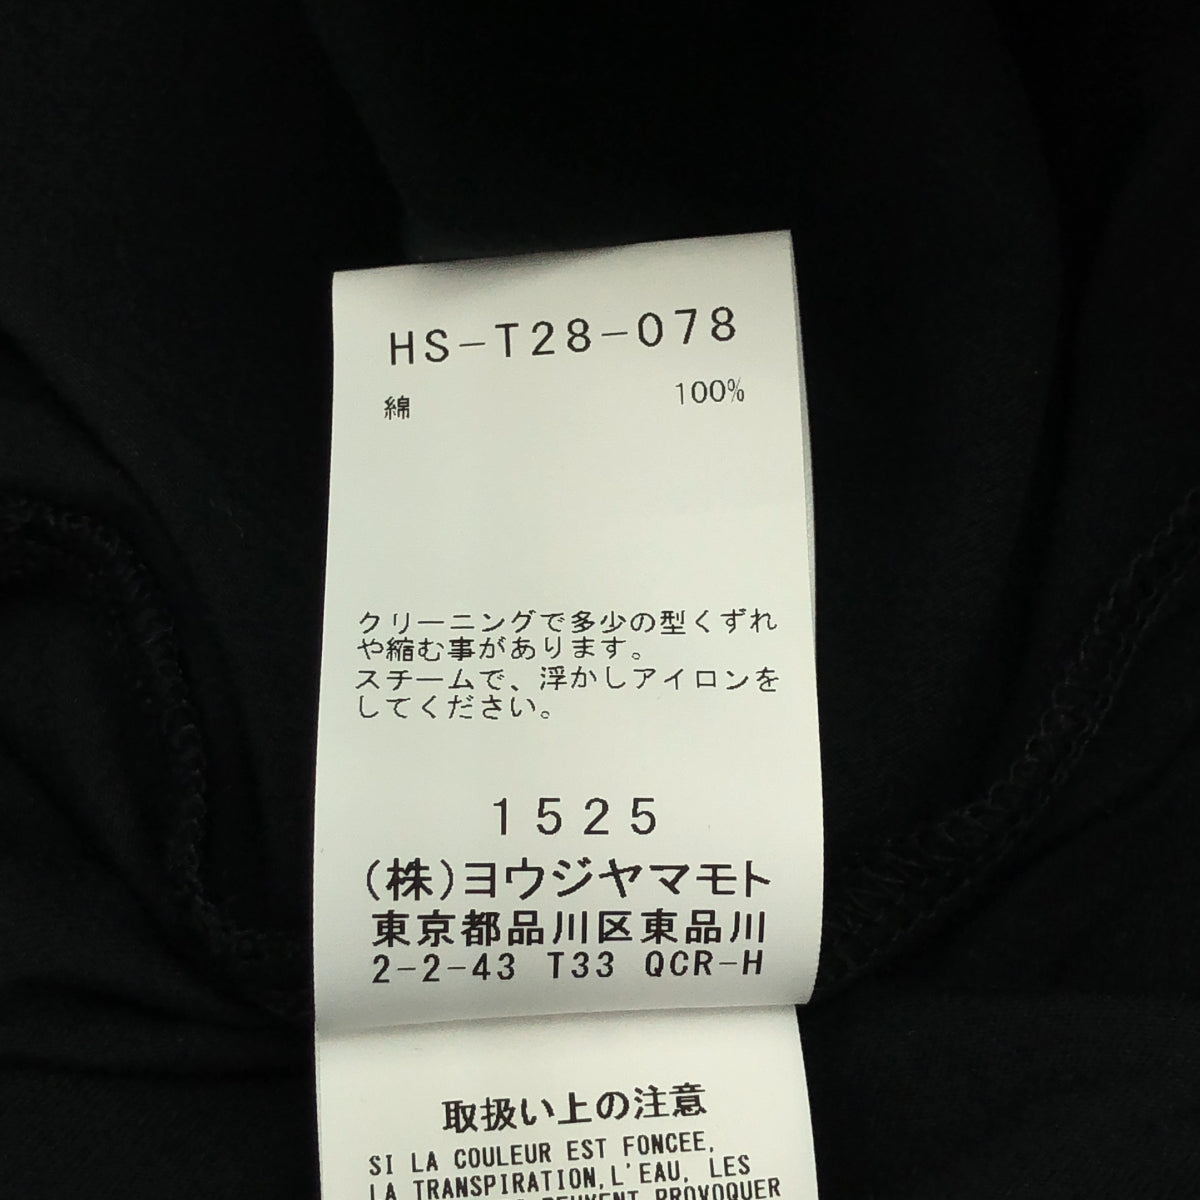 HS-T28-078
綿 100%
クリーニングで多少の型くずれ
や縮む事があります。
スチームで、浮かしアイロンを
してください。
1525
(株)ヨウジヤマモト
東京都品川区東品川
2-2-43 T33 QCR-H
取扱い上の注意
SI LA COULEUR EST FONCEE,
LA TRANSPIRATION, L'EAU, LES
PEUVENT PROVOQUER